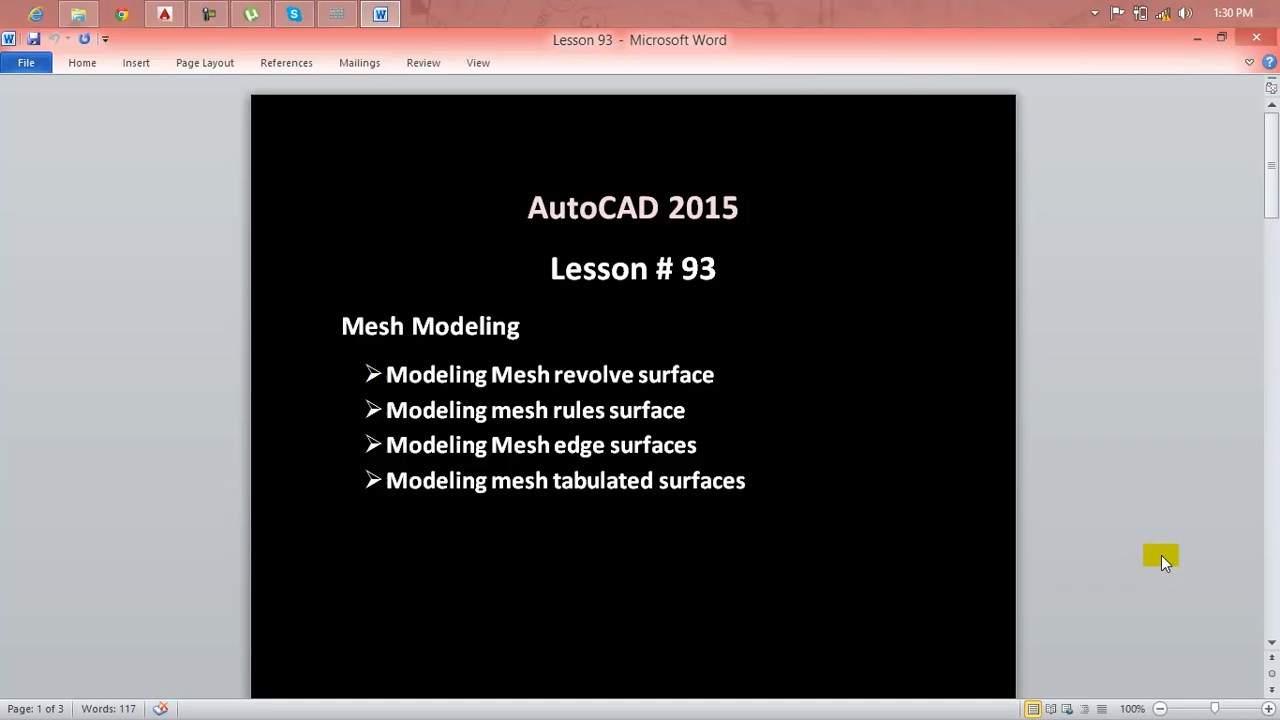 1:30 PM
Lesson 93 - Microsoft Word
File Home Insert Page Layout References Mailings Review View
AutoCAD 2015
Lesson # 93
Mesh Modeling
➢ Modeling Mesh revolve surface
➢ Modeling mesh rules surface
➢ Modeling Mesh edge surfaces
➢ Modeling mesh tabulated surfaces
Page: 1 of 3 Words: 117 100%